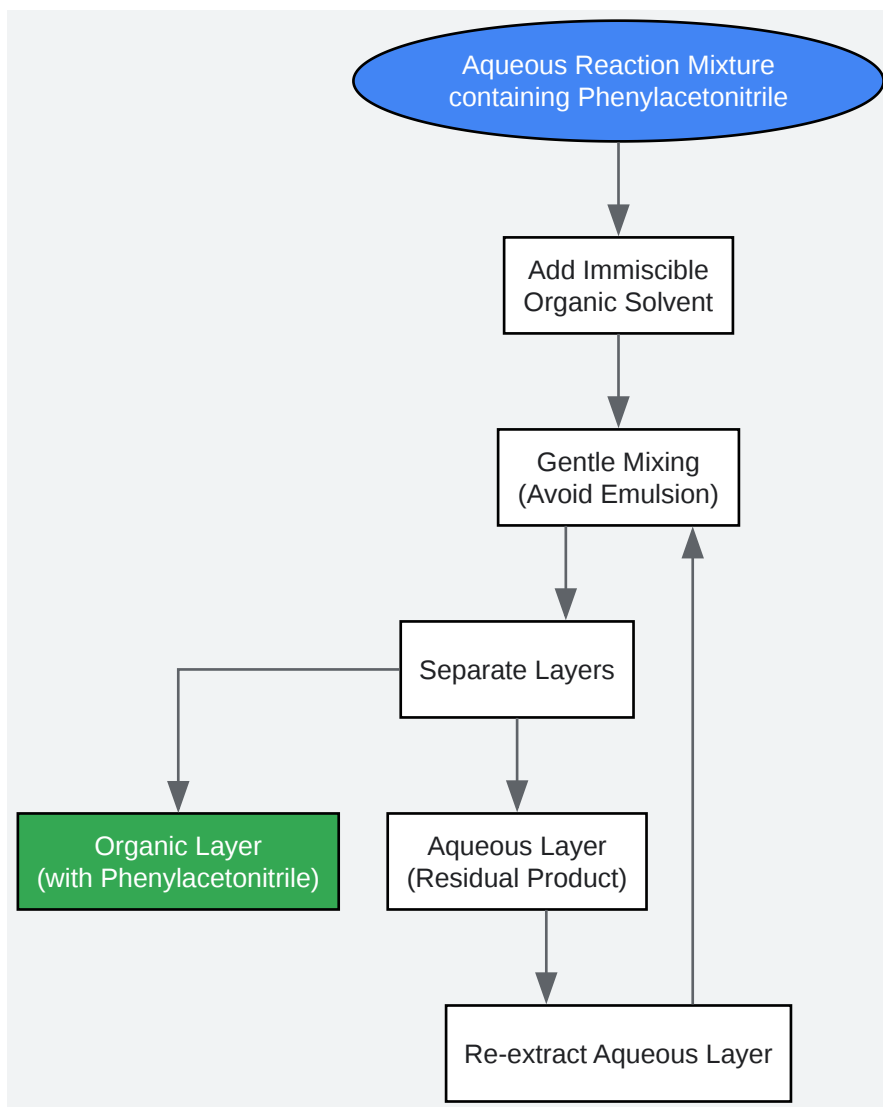 Aqueous Reaction Mixture
containing Phenylacetonitrile
Add Immiscible
Organic Solvent
Gentle Mixing
(Avoid Emulsion)
Separate Layers
Organic Layer
(with Phenylacetonitrile)
Aqueous Layer
(Residual Product)
Re-extract Aqueous Layer